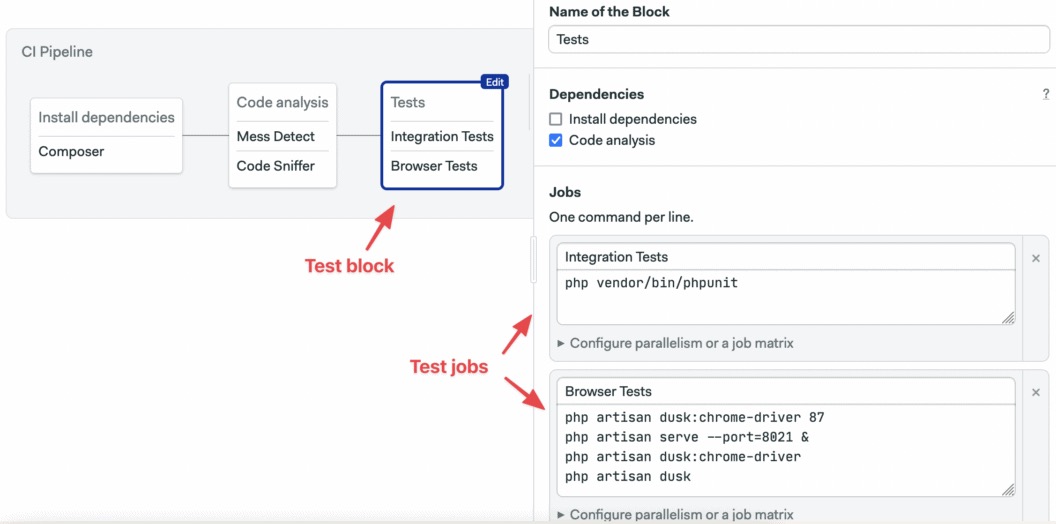 CI Pipeline
Install dependencies
Composer
Code analysis
Mess Detect
Code Sniffer
Edit
Tests
Integration Tests
Browser Tests
Test block
Test jobs
Name of the Block
Tests
Dependencies
?
Install dependencies
Code analysis
Jobs
One command per line.
Integration Tests
×
php vendor/bin/phpunit
▸ Configure parallelism or a job matrix
Browser Tests
×
php artisan dusk:chrome-driver 87
php artisan serve --port=8021 &
php artisan dusk:chrome-driver
php artisan dusk
▸ Configure parallelism or a job matrix